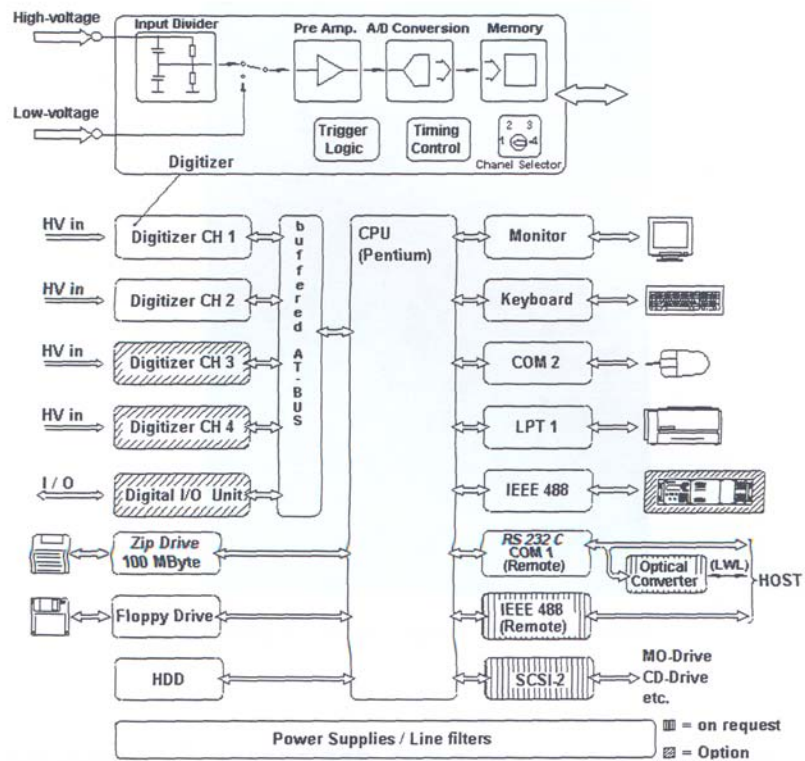 High-voltage
Input Divider
Pre Amp.
A/D Conversion
Memory
Low-voltage
Trigger
Logic
Timing
Control
2 3
1 4
Chanel Selector
Digitizer
HV in
Digitizer CH 1
HV in
Digitizer CH 2
HV in
Digitizer CH 3
HV in
Digitizer CH 4
I / O
Digital I/O Unit
buffered AT-BUS
CPU
(Pentium)
Monitor
Keyboard
COM 2
LPT 1
IEEE 488
Zip Drive
100 MByte
RS 232 C
COM 1
(Remote)
Optical
Converter
(LWL)
HOST
Floppy Drive
IEEE 488
(Remote)
HDD
SCSI-2
MO-Drive
CD-Drive
etc.
Power Supplies / Line filters
= on request
= Option